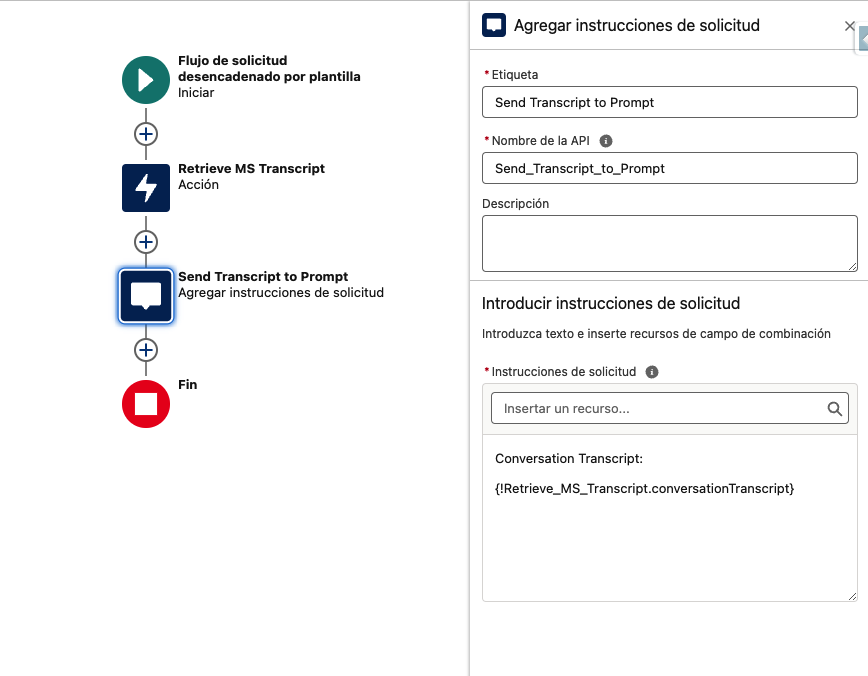 Flujo de solicitud
desencadenado por plantilla
Iniciar
Retrieve MS Transcript
Acción
Send Transcript to Prompt
Agregar instrucciones de solicitud
Fin
Agregar instrucciones de solicitud
* Etiqueta
Send Transcript to Prompt
* Nombre de la API
Send_Transcript_to_Prompt
Descripción
Introducir instrucciones de solicitud
Introduzca texto e inserte recursos de campo de combinación
* Instrucciones de solicitud
Insertar un recurso...
Conversation Transcript:
{!Retrieve_MS_Transcript.conversationTranscript}